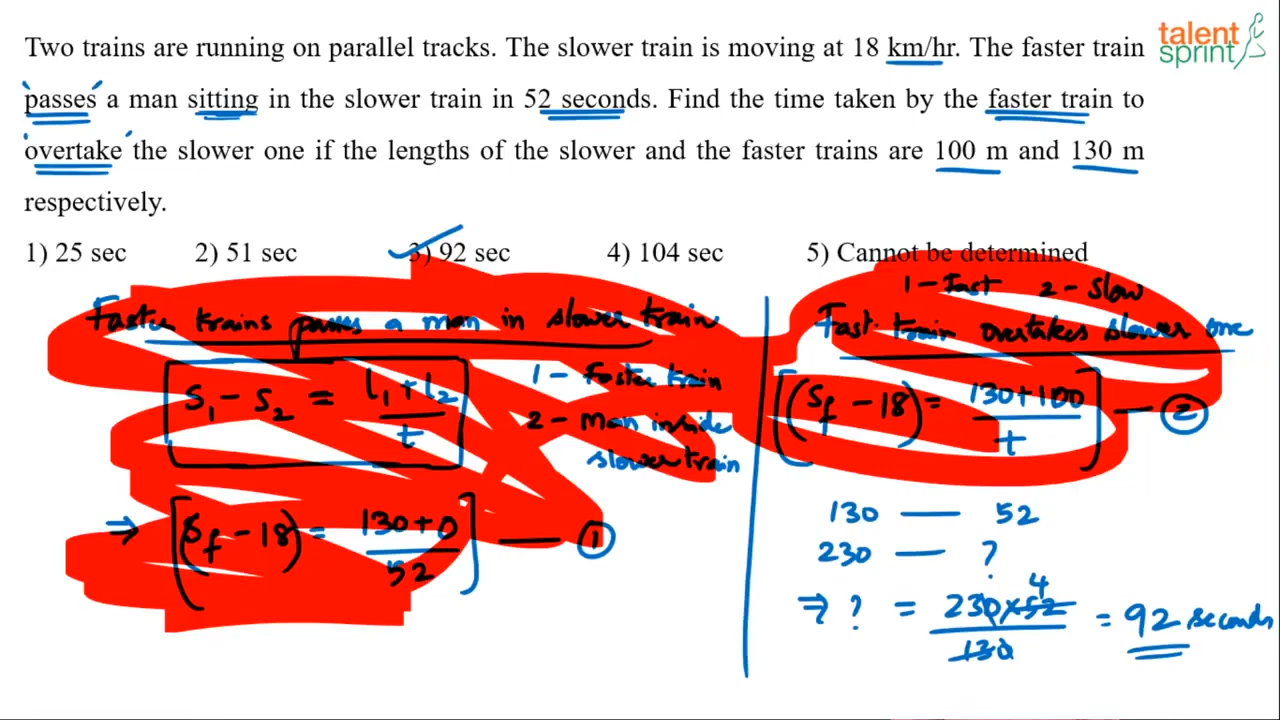 talent
sprint
Two trains are running on parallel tracks. The slower train is moving at 18 km/hr. The faster train
passes a man sitting in the slower train in 52 seconds. Find the time taken by the faster train to
overtake the slower one if the lengths of the slower and the faster trains are 100 m and 130 m
respectively.
1) 25 sec 2) 51 sec 3) 92 sec 4) 104 sec 5) Cannot be determined
Faster trains passes a man in slower train
S1 - S2 = l1 + l2 / t
1 - Faster train
2 - Man inside
slower train
⇒ [(Sf - 18) = 130 + 0 / 52] — ①
1 - Fast 2 - Slow
Fast train overtakes slower one
[(Sf - 18) = 130 + 100 / t] — ②
130 — 52
230 — ?
⇒ ? = 230 × 52 / 130 = 92 seconds
4